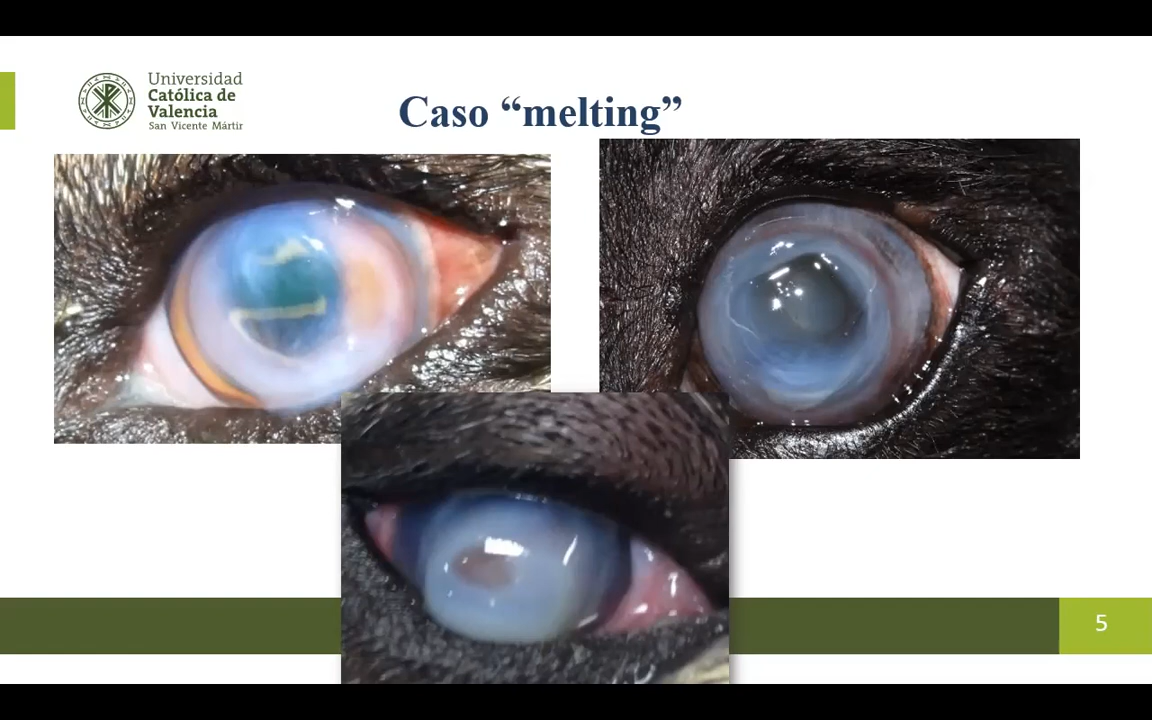 Universidad
Católica de
Valencia
San Vicente Mártir
Caso “melting”
5